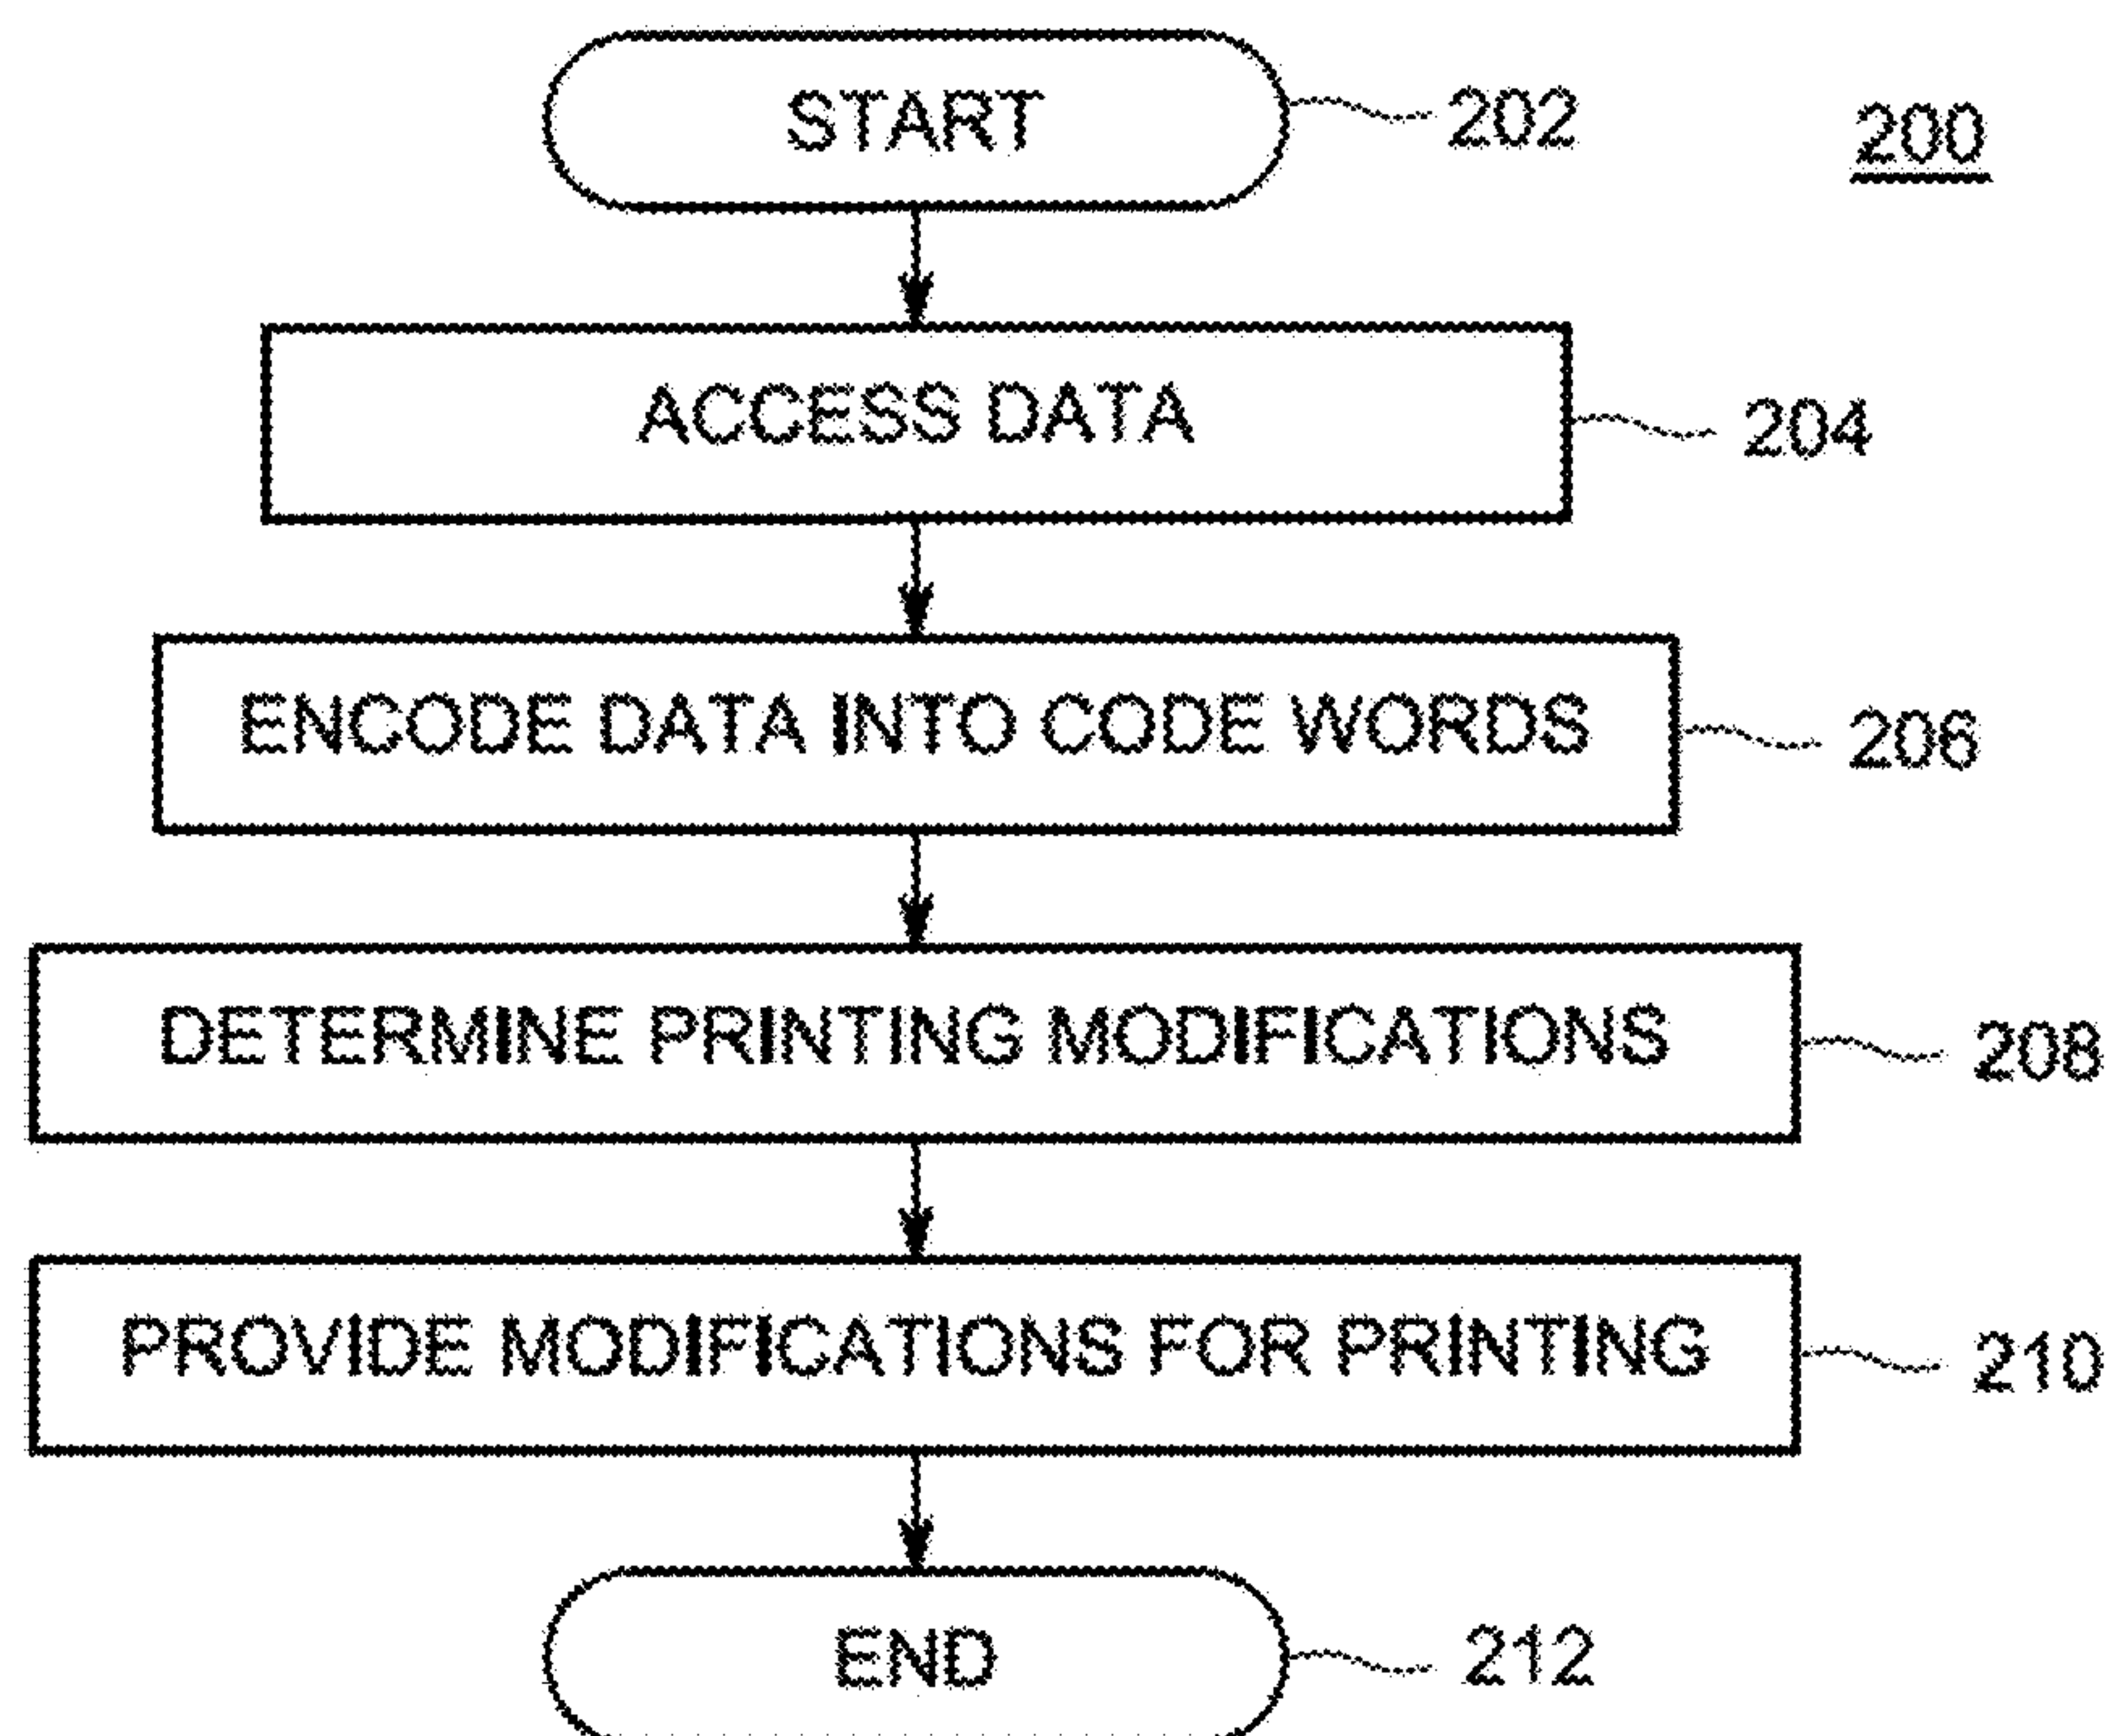 START
202
200
ACCESS DATA
204
ENCODE DATA INTO CODE WORDS
206
DETERMINE PRINTING MODIFICATIONS
208
PROVIDE MODIFICATIONS FOR PRINTING
210
END
212